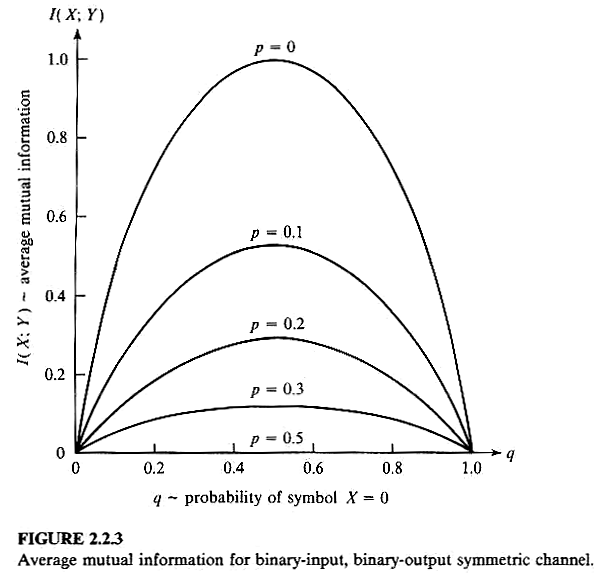 I(X; Y)
1.0
0.8
0.6
0.4
0.2
0
I(X; Y) ~ average mutual information
p = 0
p = 0.1
p = 0.2
p = 0.3
p = 0.5
0 0.2 0.4 0.6 0.8 1.0 q
q ~ probability of symbol X = 0
FIGURE 2.2.3
Average mutual information for binary-input, binary-output symmetric channel.